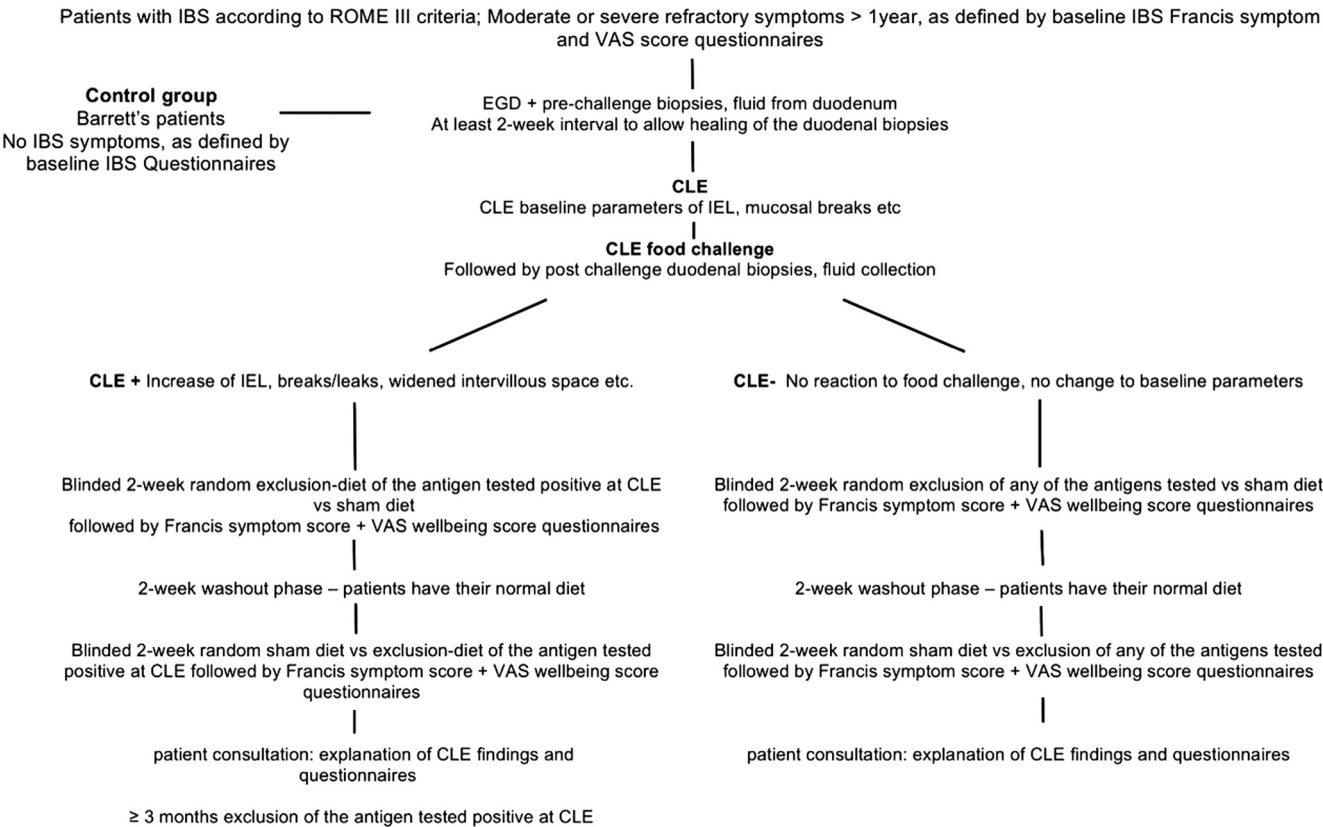 Patients with IBS according to ROME III criteria; Moderate or severe refractory symptoms > 1year, as defined by baseline IBS Francis symptom
and VAS score questionnaires
Control group
Barrett's patients
No IBS symptoms, as defined by
baseline IBS Questionnaires
EGD + pre-challenge biopsies, fluid from duodenum
At least 2-week interval to allow healing of the duodenal biopsies
CLE
CLE baseline parameters of IEL, mucosal breaks etc
CLE food challenge
Followed by post challenge duodenal biopsies, fluid collection
CLE + Increase of IEL, breaks/leaks, widened intervillous space etc.
Blinded 2-week random exclusion-diet of the antigen tested positive at CLE
vs sham diet
followed by Francis symptom score + VAS wellbeing score questionnaires
2-week washout phase – patients have their normal diet
Blinded 2-week random sham diet vs exclusion-diet of the antigen tested
positive at CLE followed by Francis symptom score + VAS wellbeing score
questionnaires
patient consultation: explanation of CLE findings and
questionnaires
≥ 3 months exclusion of the antigen tested positive at CLE
CLE- No reaction to food challenge, no change to baseline parameters
Blinded 2-week random exclusion of any of the antigens tested vs sham diet
followed by Francis symptom score + VAS wellbeing score questionnaires
2-week washout phase – patients have their normal diet
Blinded 2-week random sham diet vs exclusion of any of the antigens tested
followed by Francis symptom score + VAS wellbeing score questionnaires
patient consultation: explanation of CLE findings and questionnaires